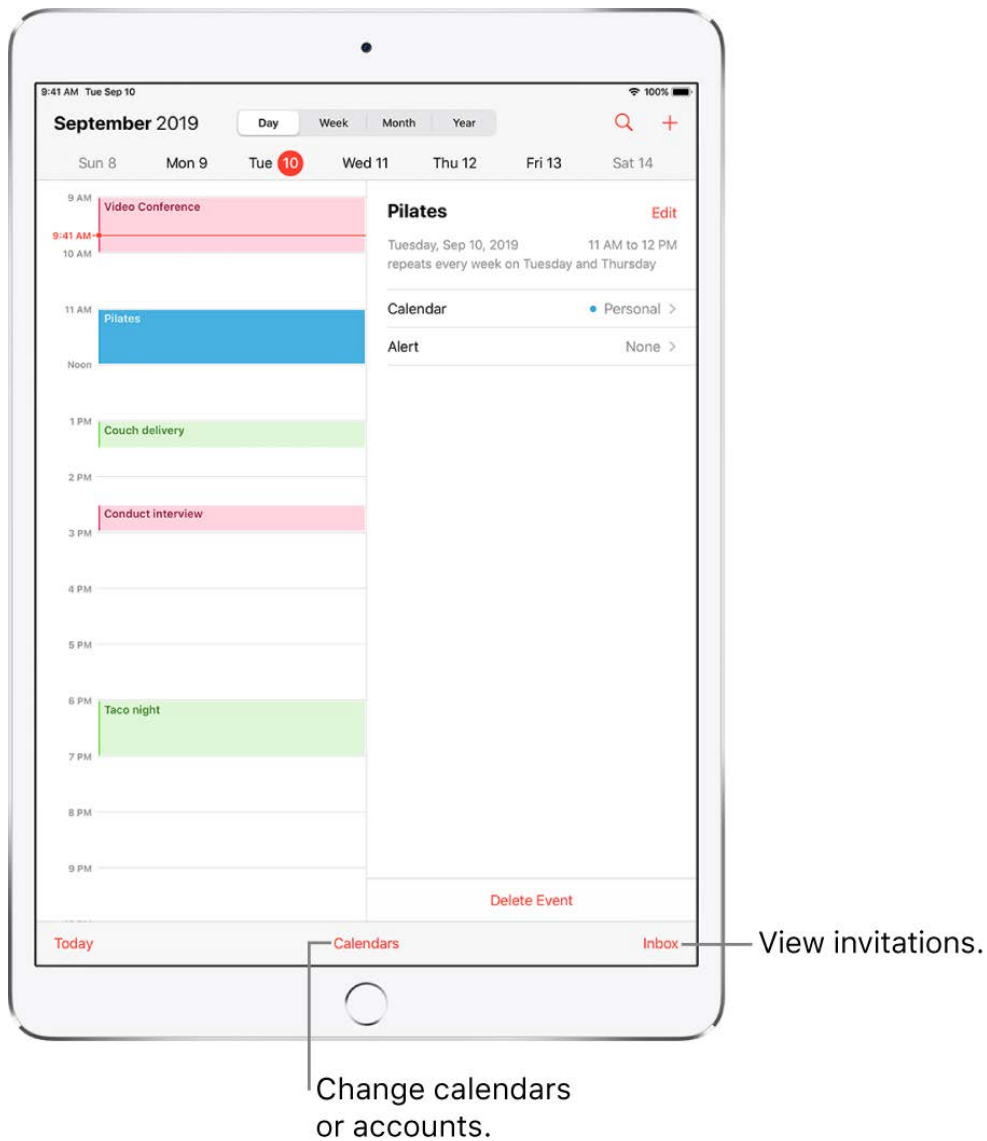 9:41 AM Tue Sep 10
100%
September 2019
Day Week Month Year
Sun 8 Mon 9 Tue 10 Wed 11 Thu 12 Fri 13 Sat 14
9 AM
Video Conference
9:41 AM
10 AM
11 AM
Pilates
Noon
1 PM
Couch delivery
2 PM
Conduct interview
3 PM
4 PM
5 PM
6 PM
Taco night
7 PM
8 PM
9 PM
Pilates Edit
Tuesday, Sep 10, 2019 11 AM to 12 PM
repeats every week on Tuesday and Thursday
Calendar Personal
Alert None
Delete Event
Today Calendars Inbox
View invitations.
Change calendars
or accounts.